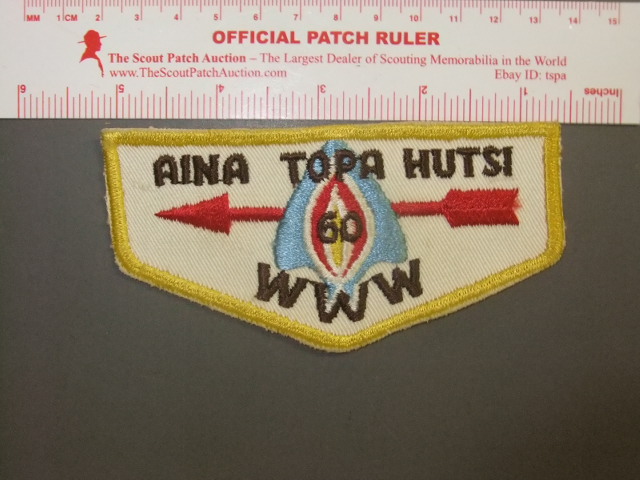 MM 1 CM 2 3 4 5 6 7 8 9 10 11 12 13 14 15
OFFICIAL PATCH RULER
The Scout Patch Auction – The Largest Dealer of Scouting Memorabilia in the World
www.TheScoutPatchAuction.com Ebay ID: tspa
6 5 4 3 2 1 Inches
AINA TOPA HUTSI
60
WWW